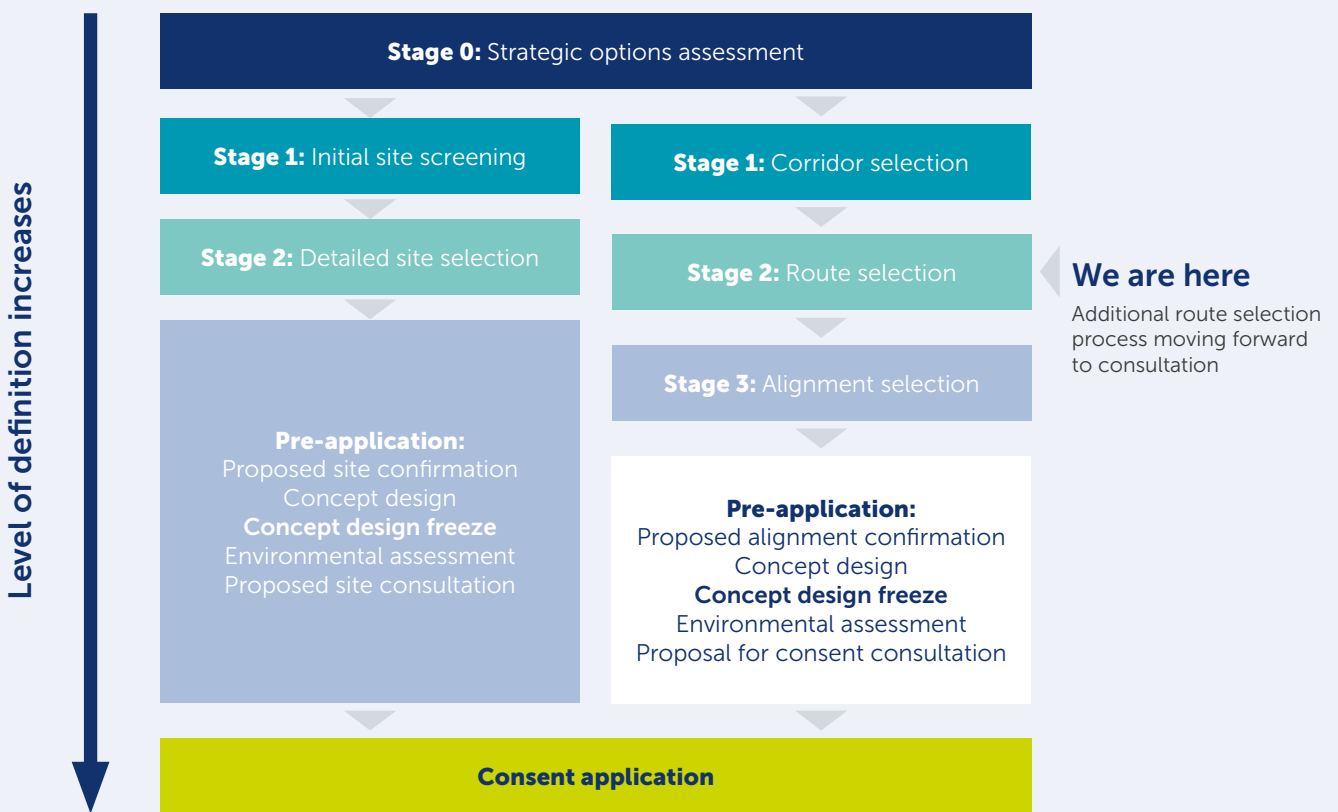 Level of definition increases
Stage 0: Strategic options assessment
Stage 1: Initial site screening
Stage 2: Detailed site selection
Pre-application:
Proposed site confirmation
Concept design
Concept design freeze
Environmental assessment
Proposed site consultation
Stage 1: Corridor selection
Stage 2: Route selection
We are here
Additional route selection
process moving forward
to consultation
Stage 3: Alignment selection
Pre-application:
Proposed alignment confirmation
Concept design
Concept design freeze
Environmental assessment
Proposal for consent consultation
Consent application